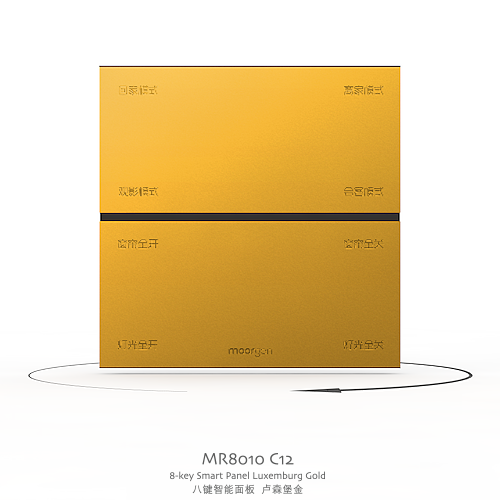 回家模式 离家模式
观影模式 会客模式
窗帘全开 窗帘全关
灯光全开 moorgen 灯光全关
MR8010 C12
8-key Smart Panel Luxemburg Gold
八键智能面板 卢森堡金